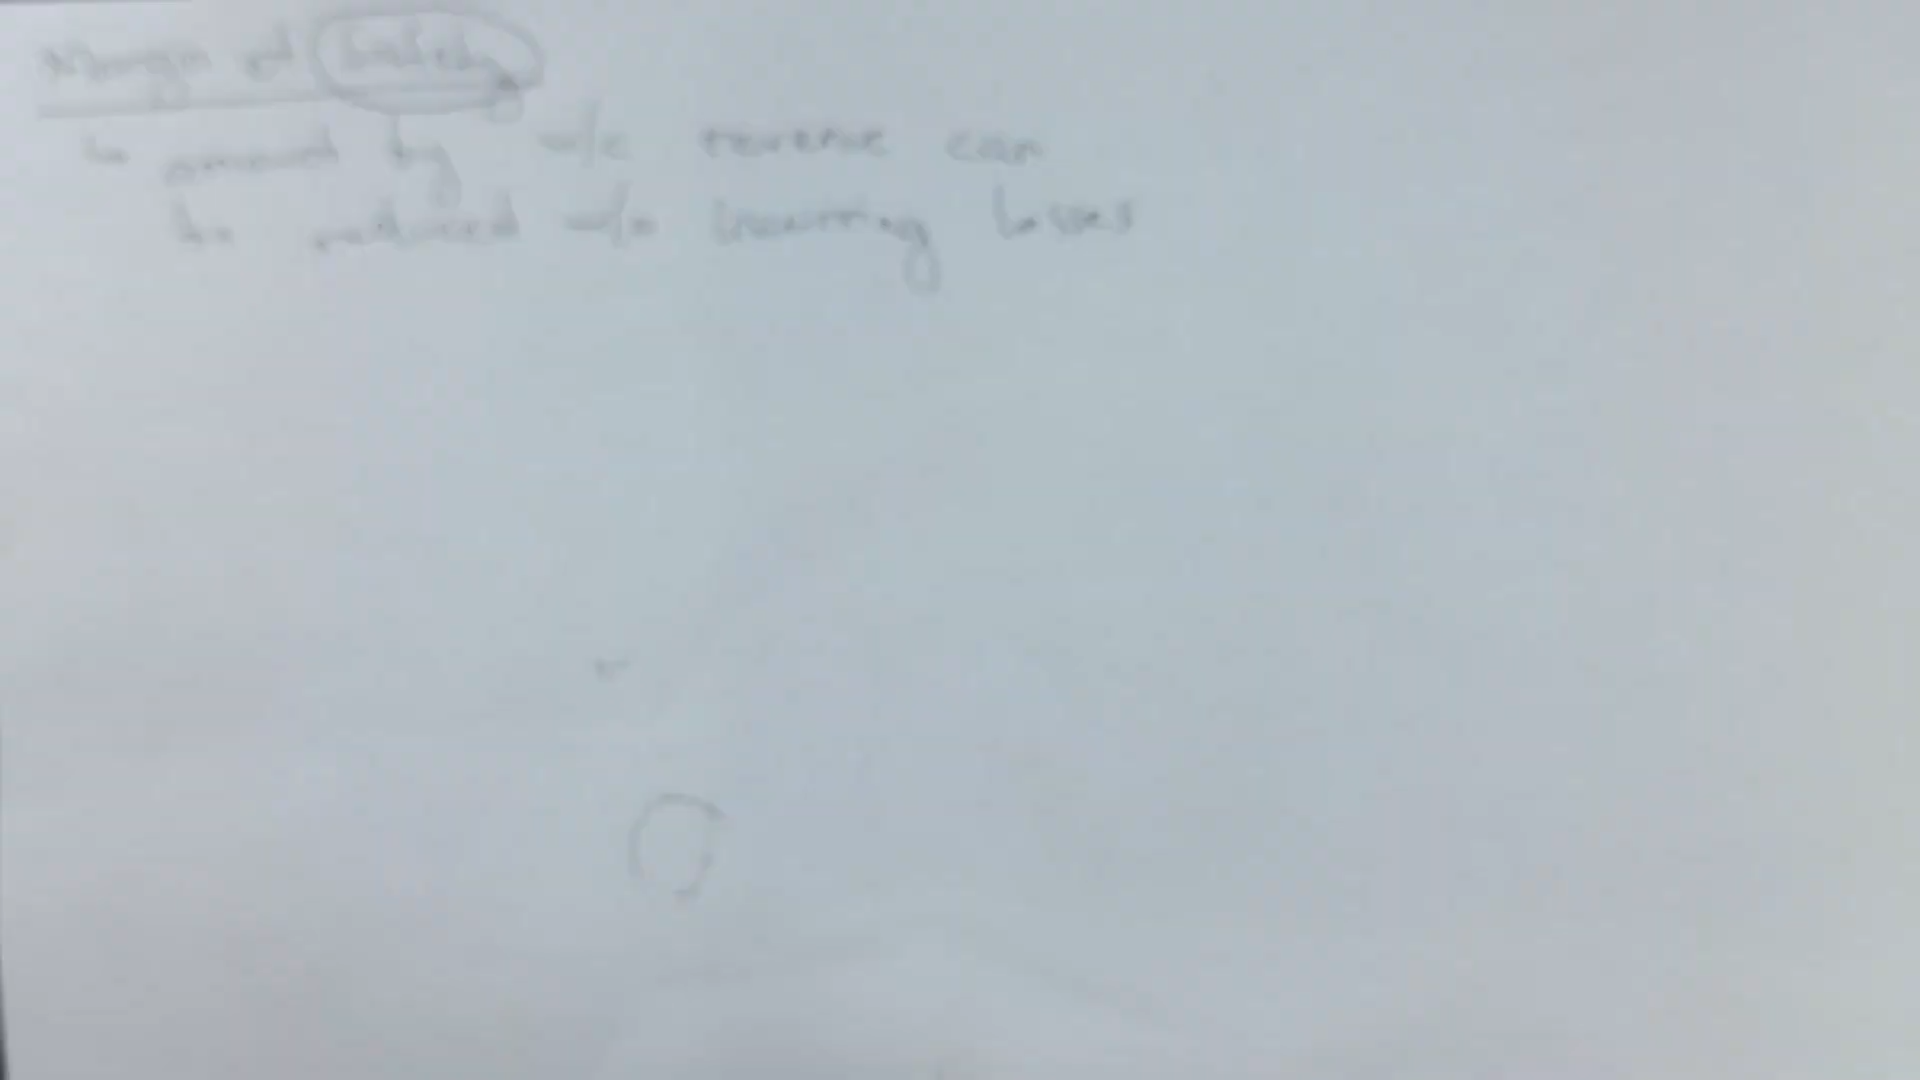 Margin of Safety
↳ amount by w/c revenue can
be reduced w/o incurring losses